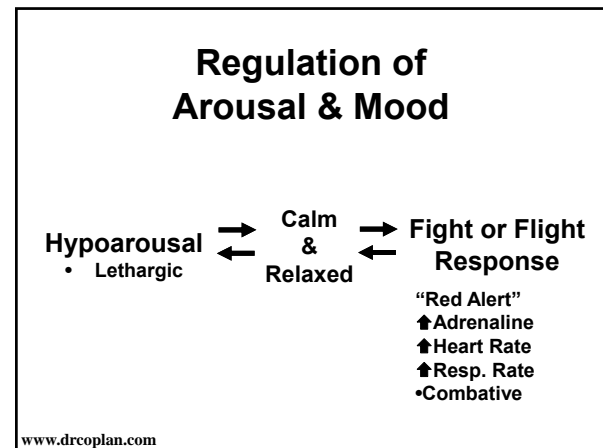 Regulation of
Arousal & Mood
Hypoarousal
• Lethargic
Calm
&
Relaxed
Fight or Flight
Response
“Red Alert”
🡅Adrenaline
🡅Heart Rate
🡅Resp. Rate
•Combative
www.drcoplan.com